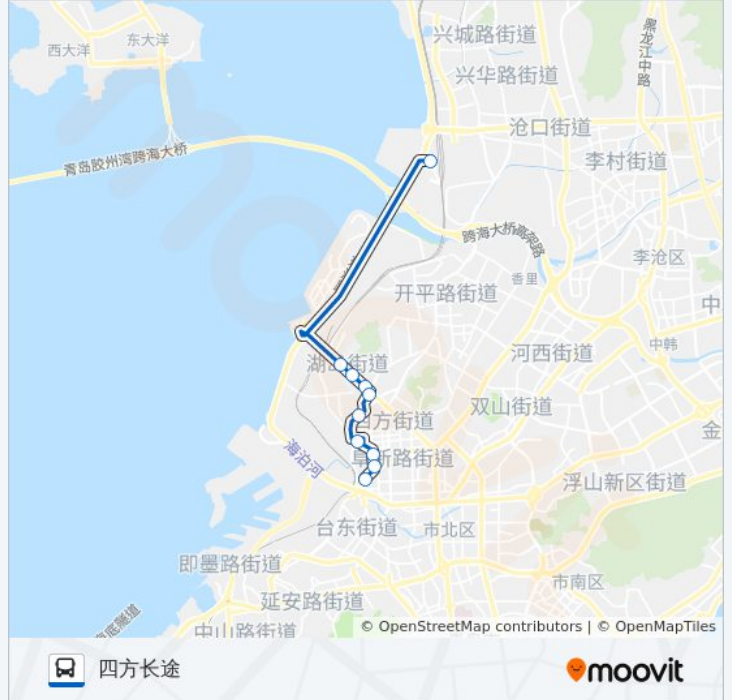 兴城路街道
黑龙江中路
东大洋
西大洋
兴华路街道
沧口街道
青岛胶州湾跨海大桥
李村街道
跨海大桥高架路
李沧区
香里
开平路街道
中
中韩
河西街道
湖岛街道
双山街道
四方街道
金
阜新路街道
海泊河
浮山新区街道
台东街道
市北区
即墨路街道
市南区
延安路街道
海底隧道
中山路街道
© OpenStreetMap contributors | © OpenMapTiles
四方长途
moovit